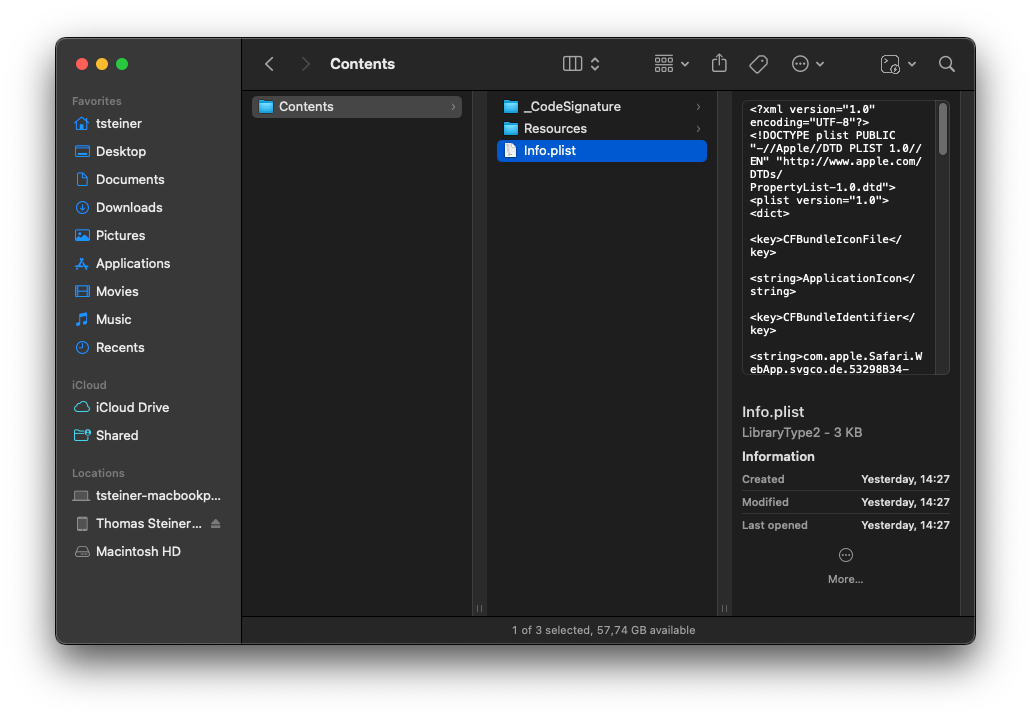 Contents
Favorites
tsteiner
Desktop
Documents
Downloads
Pictures
Applications
Movies
Music
Recents
iCloud
iCloud Drive
Shared
Locations
tsteiner-macbookp...
Thomas Steiner...
Macintosh HD
Contents
_CodeSignature
Resources
Info.plist
<?xml version="1.0"
encoding="UTF-8"?>
<!DOCTYPE plist PUBLIC
"-//Apple//DTD PLIST 1.0//
EN" "http://www.apple.com/
DTDs/
PropertyList-1.0.dtd">
<plist version="1.0">
<dict>
<key>CFBundleIconFile</
key>
<string>ApplicationIcon</
string>
<key>CFBundleIdentifier</
key>
<string>com.apple.Safari.W
ebApp.svgco.de.53298B34-
Info.plist
LibraryType2 - 3 KB
Information
Created Yesterday, 14:27
Modified Yesterday, 14:27
Last opened Yesterday, 14:27
More...
1 of 3 selected, 57,74 GB available